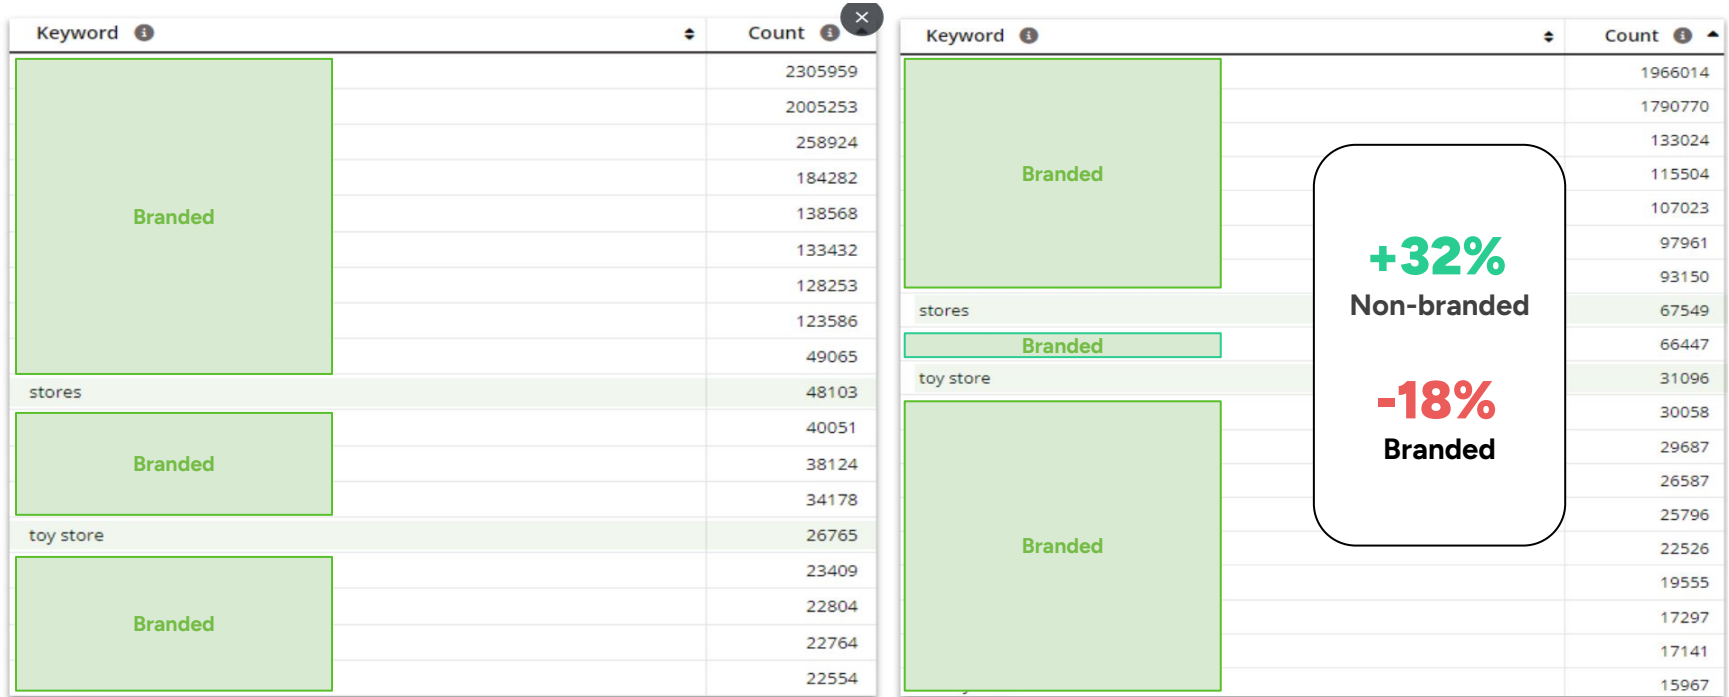 Keyword Count
2305959
2005253
258924
184282
138568
133432
128253
123586
49065
Branded
stores 48103
40051
38124
34178
Branded
toy store 26765
23409
22804
22764
22554
Branded
Keyword Count
1966014
1790770
133024
115504
107023
97961
93150
Branded
stores 67549
Branded 66447
toy store 31096
30058
29687
26587
25796
22526
19555
17297
17141
15967
Branded
+32%
Non-branded
-18%
Branded